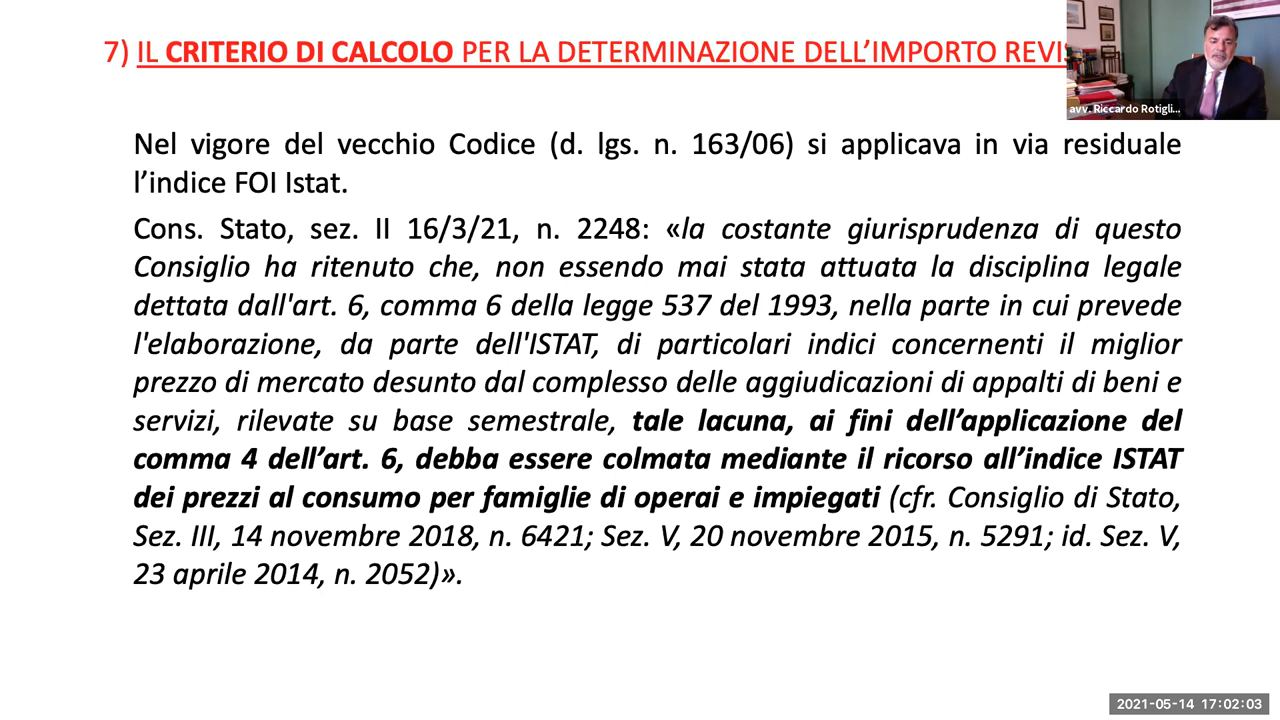 7) IL CRITERIO DI CALCOLO PER LA DETERMINAZIONE DELL'IMPORTO
avv. Riccardo Rotigli...
Nel vigore del vecchio Codice (d. lgs. n. 163/06) si applicava in via residuale
l'indice FOI Istat.
Cons. Stato, sez. II 16/3/21, n. 2248: «la costante giurisprudenza di questo
Consiglio ha ritenuto che, non essendo mai stata attuata la disciplina legale
dettata dall'art. 6, comma 6 della legge 537 del 1993, nella parte in cui prevede
l'elaborazione, da parte dell'ISTAT, di particolari indici concernenti il miglior
prezzo di mercato desunto dal complesso delle aggiudicazioni di appalti di beni e
servizi, rilevate su base semestrale, tale lacuna, ai fini dell'applicazione del
comma 4 dell'art. 6, debba essere colmata mediante il ricorso all'indice ISTAT
dei prezzi al consumo per famiglie di operai e impiegati (cfr. Consiglio di Stato,
Sez. III, 14 novembre 2018, n. 6421; Sez. V, 20 novembre 2015, n. 5291; id. Sez. V,
23 aprile 2014, n. 2052)».
2021-05-14 17:02:03